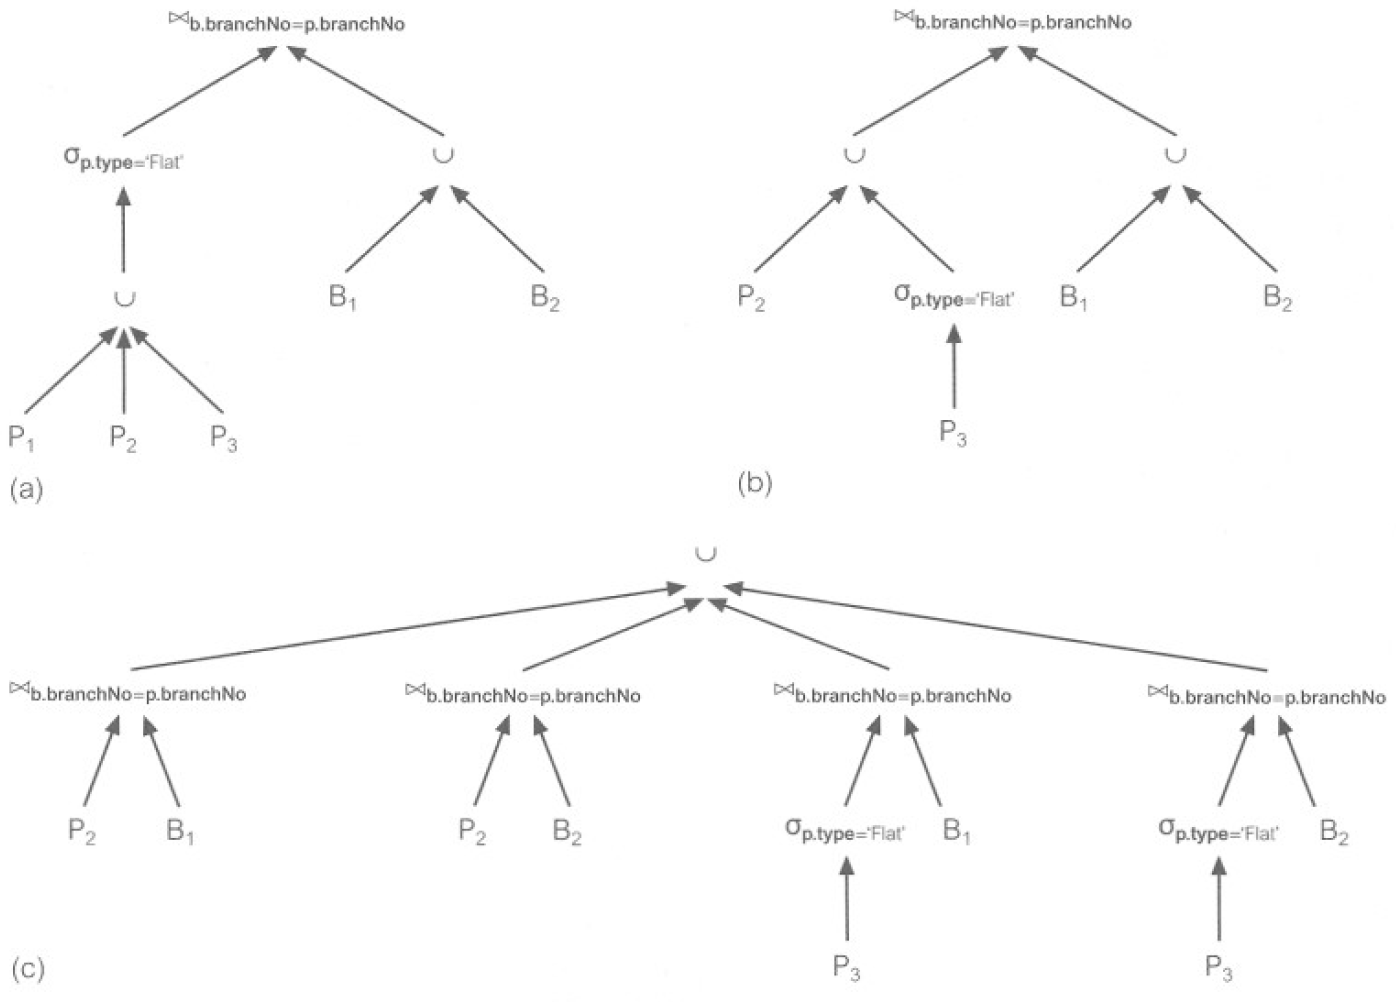 ⋈b.branchNo=p.branchNo ⋈b.branchNo=p.branchNo
σp.type='Flat' ∪ ∪ ∪
∪ B₁ B₂ P₂ σp.type='Flat' B₁ B₂
P₁ P₂ P₃ P₃
(a) (b)
∪
⋈b.branchNo=p.branchNo ⋈b.branchNo=p.branchNo ⋈b.branchNo=p.branchNo ⋈b.branchNo=p.branchNo
P₂ B₁ P₂ B₂ σp.type='Flat' B₁ σp.type='Flat' B₂
P₃ P₃
(c)